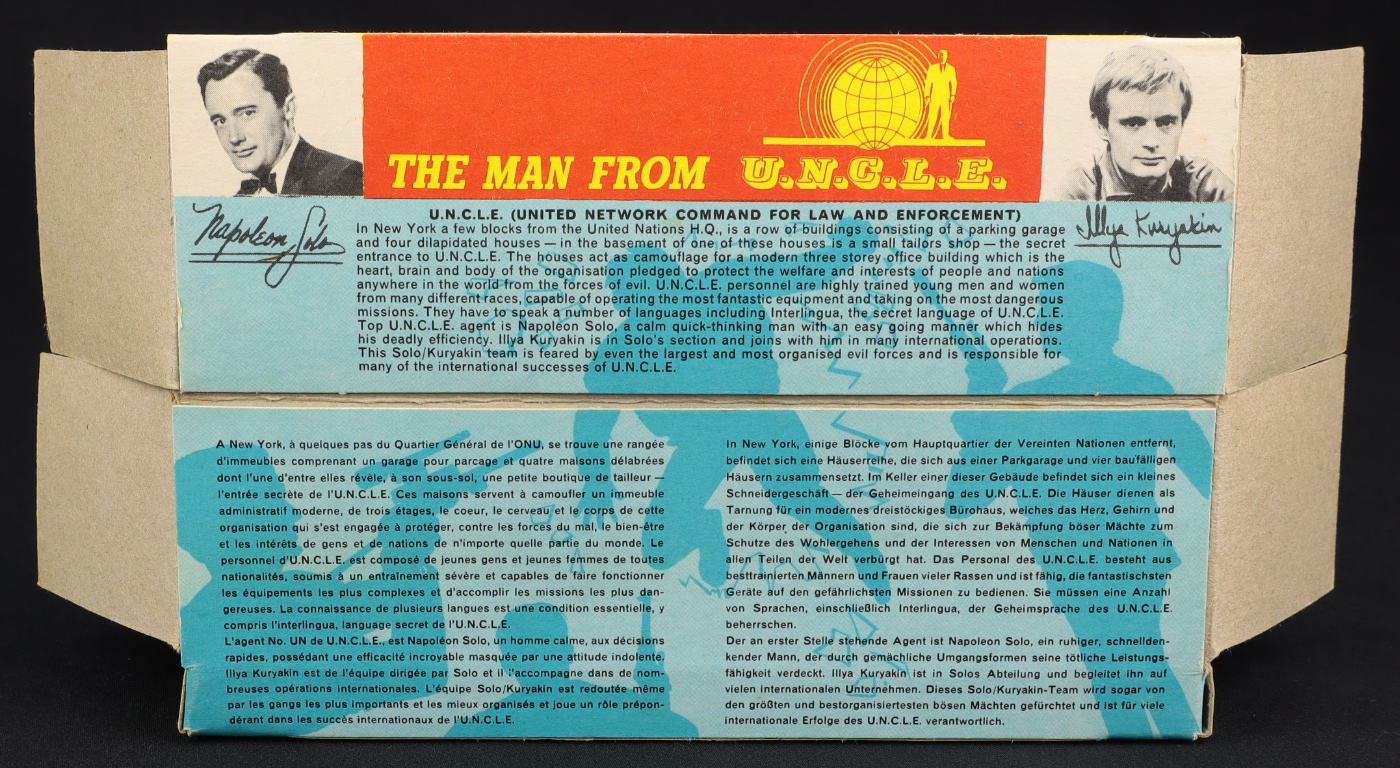 THE MAN FROM U.N.C.L.E.
Napoleon Solo
Illya Kuryakin
U.N.C.L.E. (UNITED NETWORK COMMAND FOR LAW AND ENFORCEMENT)
In New York a few blocks from the United Nations H.Q., is a row of buildings consisting of a parking garage
and four dilapidated houses — in the basement of one of these houses is a small tailors shop — the secret
entrance to U.N.C.L.E. The houses act as camouflage for a modern three storey office building which is the
heart, brain and body of the organisation pledged to protect the welfare and interests of people and nations
anywhere in the world from the forces of evil. U.N.C.L.E. personnel are highly trained young men and women
from many different races, capable of operating the most fantastic equipment and taking on the most dangerous
missions. They have to speak a number of languages including Interlingua, the secret language of U.N.C.L.E.
Top U.N.C.L.E. agent is Napoleon Solo, a calm quick-thinking man with an easy going manner which hides
his deadly efficiency. Illya Kuryakin is in Solo's section and joins with him in many international operations.
This Solo/Kuryakin team is feared by even the largest and most organised evil forces and is responsible for
many of the international successes of U.N.C.L.E.
A New York, à quelques pas du Quartier Général de l'ONU, se trouve une rangée
d'immeubles comprenant un garage pour parcage et quatre maisons délabrées
dont l'une d'entre elles révèle, à son sous-sol, une petite boutique de tailleur —
l'entrée secrète de l'U.N.C.L.E. Ces maisons servent à camoufler un immeuble
administratif moderne, de trois étages, — coeur, le cerveau et le corps de cette
organisation qui s'est engagée à protéger, contre les forces du mal, le bien-être
et les intérêts de gens et de nations de n'importe quelle partie du monde. Le
personnel d'U.N.C.L.E. est composé de jeunes gens et jeunes femmes de toutes
nationalités, soumis à un entraînement sévère et capables de faire fonctionner
les équipements les plus complexes et d'accomplir les missions les plus dan-
gereuses. La connaissance de plusieurs langues est une condition essentielle, y
compris l'interlingua, language secret de l'U.N.C.L.E.
L'agent No. UN de U.N.C.L.E., est Napoléon Solo, un homme calme, aux décisions
rapides, possédant une efficacité incroyable masquée par une attitude indolente.
Illya Kuryakin est de l'équipe dirigée par Solo et il l'accompagne dans de nom-
breuses opérations internationales. L'équipe Solo/Kuryakin est redoutée même
par les gangs les plus importants et les mieux organisés et joue un rôle prépon-
dérant dans les succès internationaux de l'U.N.C.L.E.
In New York, einige Blöcke vom Hauptquartier der Vereinten Nationen entfernt,
befindet sich eine Häuserreihe, die sich aus einer Parkgarage und vier baufälligen
Häusern zusammensetzt. Im Keller einer dieser Gebäude befindet sich ein kleines
Schneidergeschäft — der Geheimeingang des U.N.C.L.E. Die Häuser dienen als
Tarnung für ein modernes dreistöckiges Bürohaus, welches das Herz, Gehirn und
der Körper der Organisation sind, die sich zur Bekämpfung böser Mächte zum
Schutze des Wohlergehens und der Interessen von Menschen und Nationen in
allen Teilen der Welt verbürgt hat. Das Personal des U.N.C.L.E. besteht aus
besttrainierten Männern und Frauen vieler Rassen und ist fähig, die fantastischsten
Geräte auf den gefährlichsten Missionen zu bedienen. Sie müssen eine Anzahl
von Sprachen, einschließlich Interlingua, der Geheimsprache des U.N.C.L.E.
beherrschen.
Der an erster Stelle stehende Agent ist Napoleon Solo, ein ruhiger, schnellden-
kender Mann, der durch gemächliche Umgangsformen seine tötliche Leistungs-
fähigkeit verdeckt. Illya Kuryakin ist in Solos Abteilung und begleitet ihn auf
vielen internationalen Unternehmen. Dieses Solo/Kuryakin-Team wird sogar von
den größten und bestorganisiertesten bösen Mächten gefürchtet und ist für viele
internationale Erfolge des U.N.C.L.E. verantwortlich.